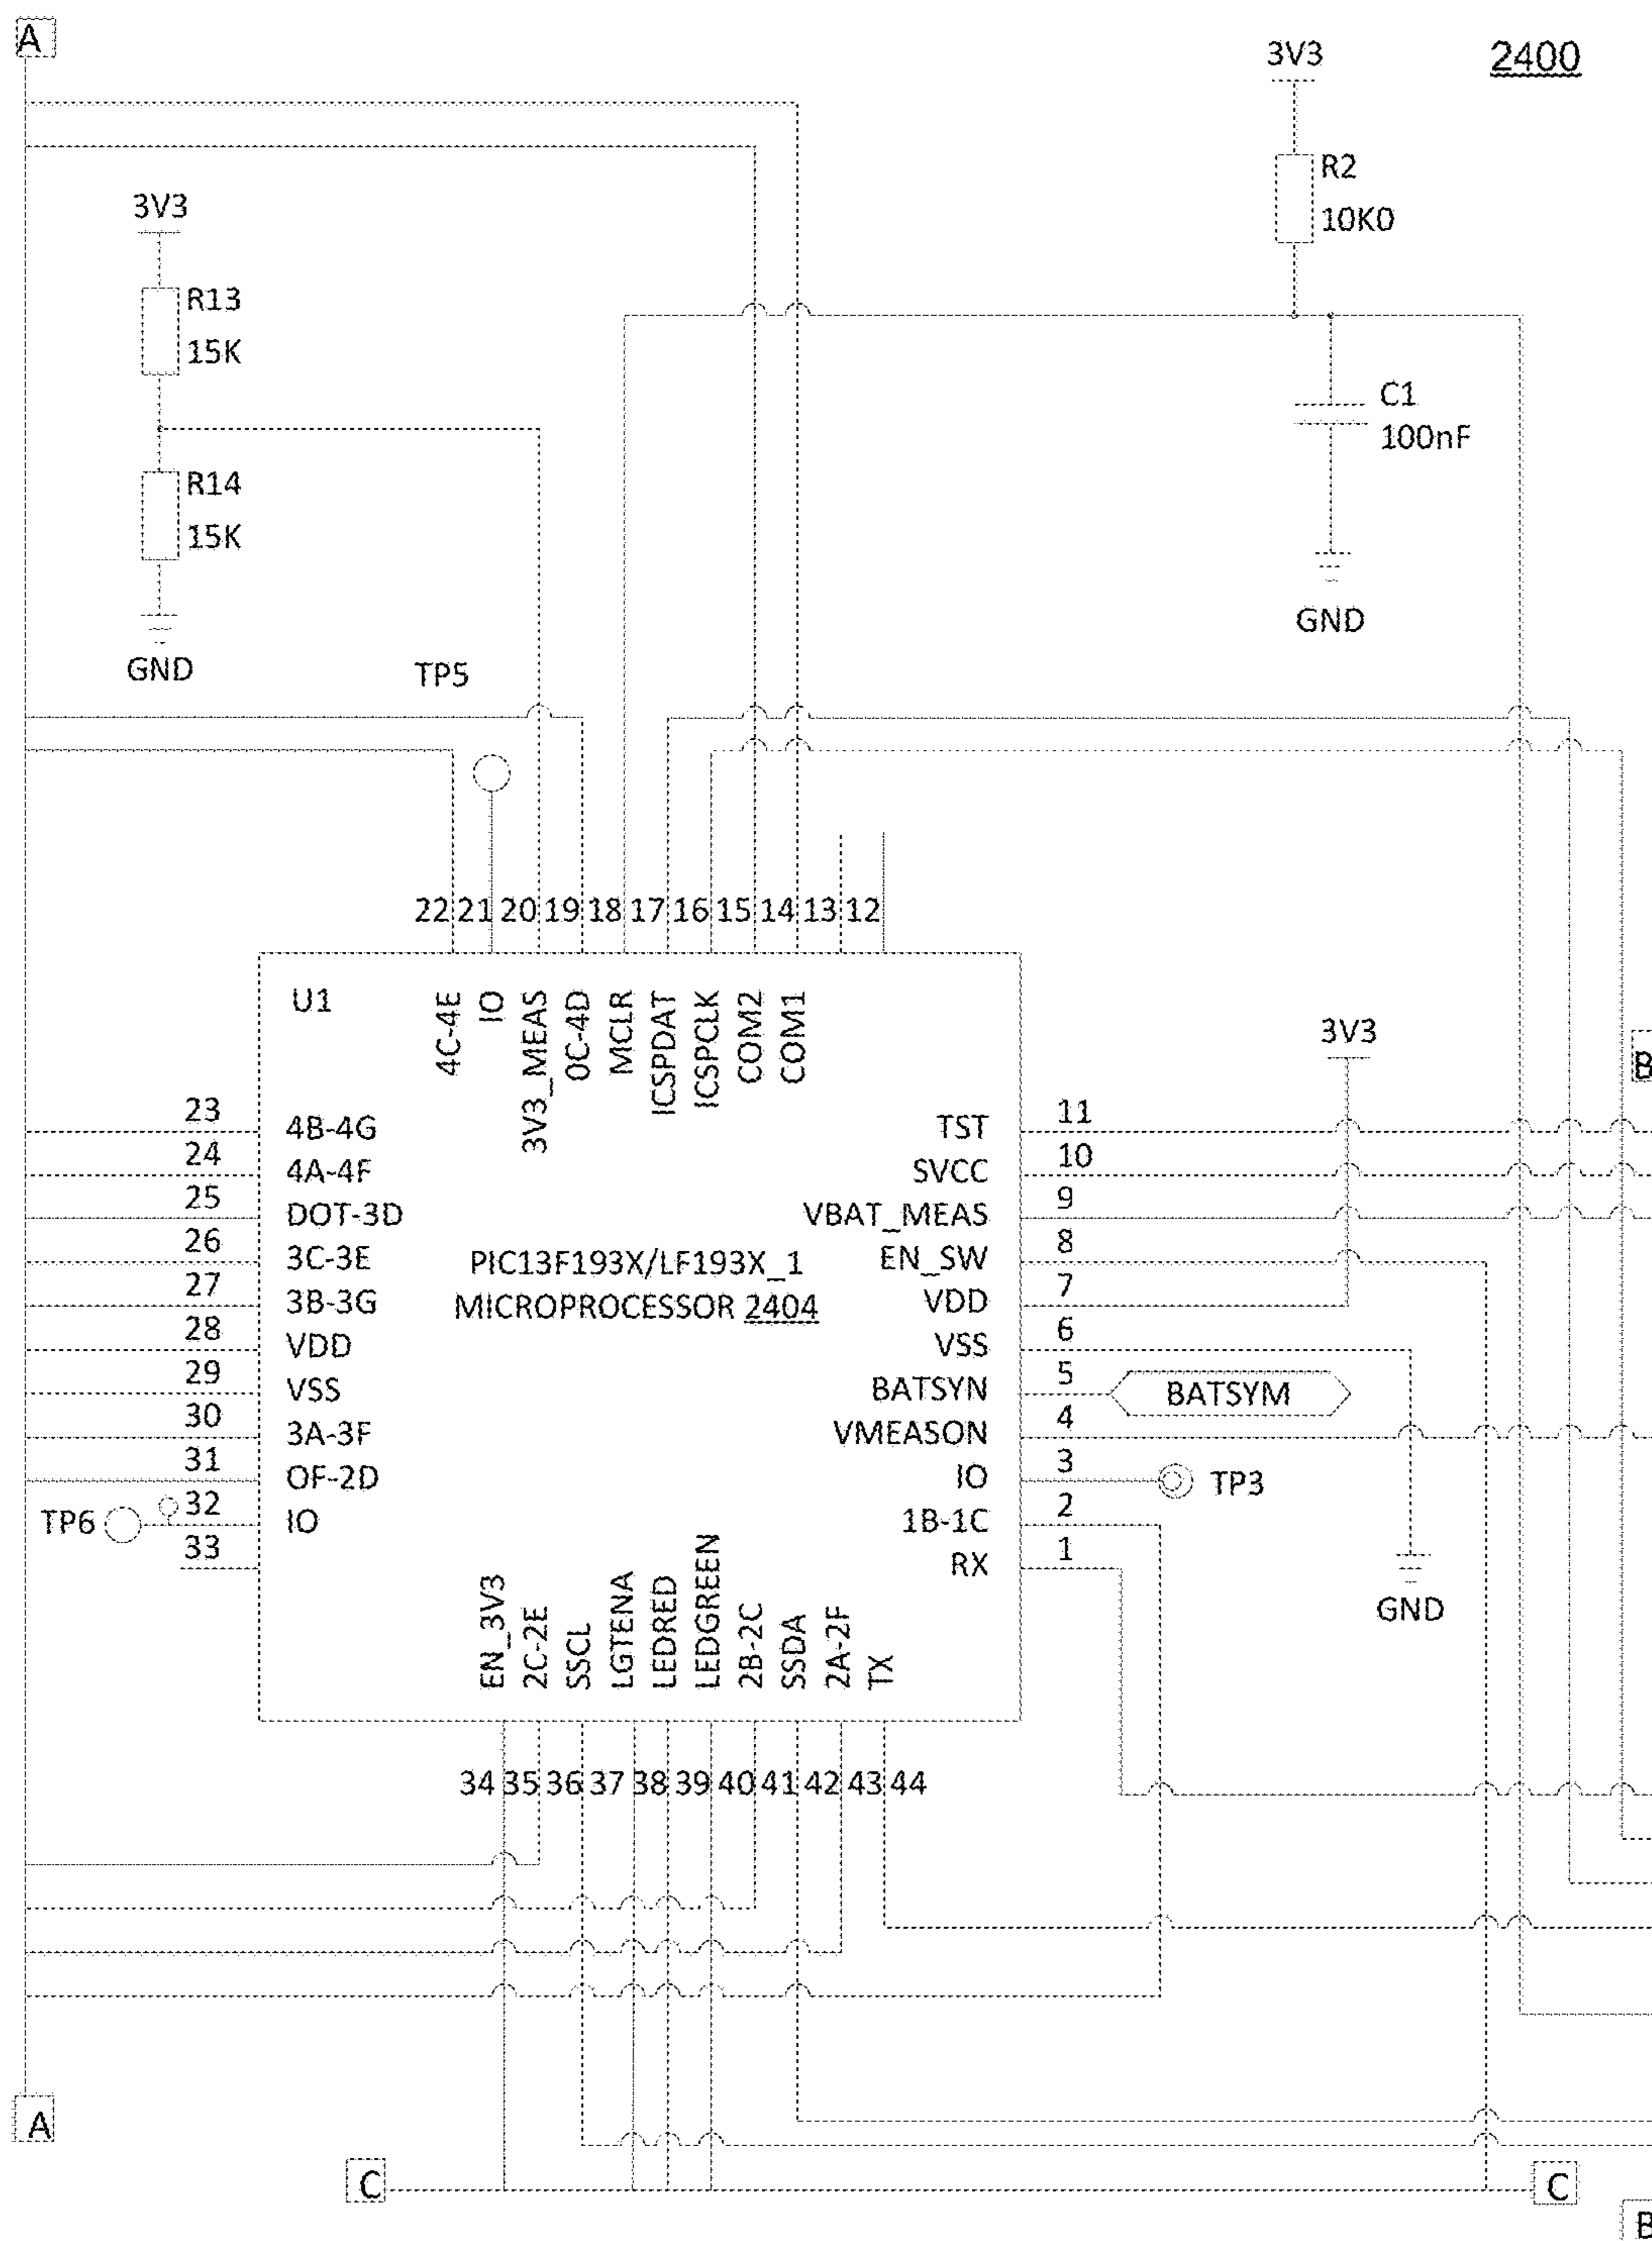 A
2400
3V3
R2
10K0
3V3
R13
15K
C1
100nF
R14
15K
GND
GND
TP5
22 21 20 19 18 17 16 15 14 13 12
U1
4C-4E
IO
3V3_MEAS
0C-4D
MCLR
ICSPDAT
ICSPCLK
COM2
COM1
3V3
B
23 4B-4G
24 4A-4F
25 DOT-3D
26 3C-3E
27 3B-3G
28 VDD
29 VSS
30 3A-3F
31 OF-2D
TP6 32 IO
33
PIC13F193X/LF193X_1
MICROPROCESSOR 2404
TST 11
SVCC 10
VBAT_MEAS 9
EN_SW 8
VDD 7
VSS 6
BATSYN 5 BATSYM
VMEASON 4
IO 3 TP3
1B-1C 2
RX 1
GND
EN_3V3
2C-2E
SSCL
LGTENA
LEDRED
LEDGREEN
2B-2C
SSDA
2A-2F
TX
34 35 36 37 38 39 40 41 42 43 44
A
C
C
B